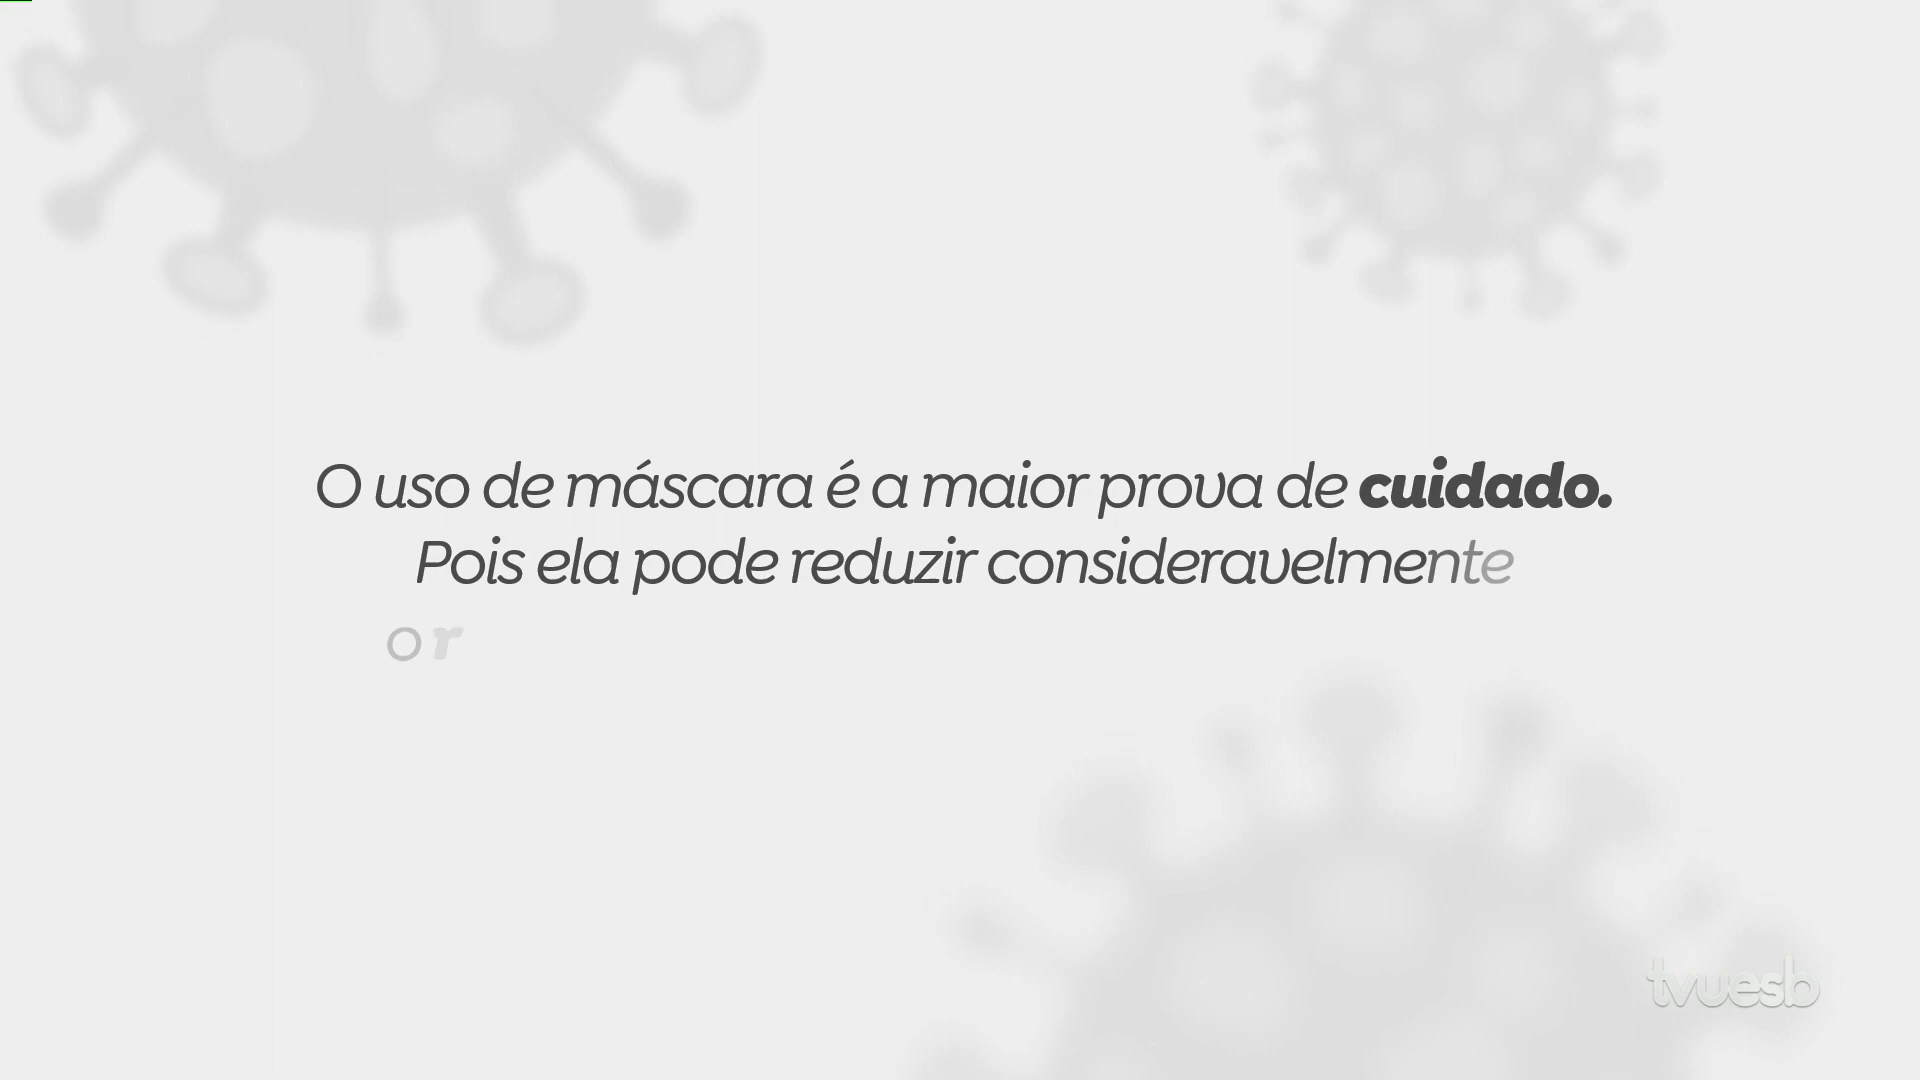 O uso de máscara é a maior prova de cuidado.
Pois ela pode reduzir consideravelmente
o r
tvuesb